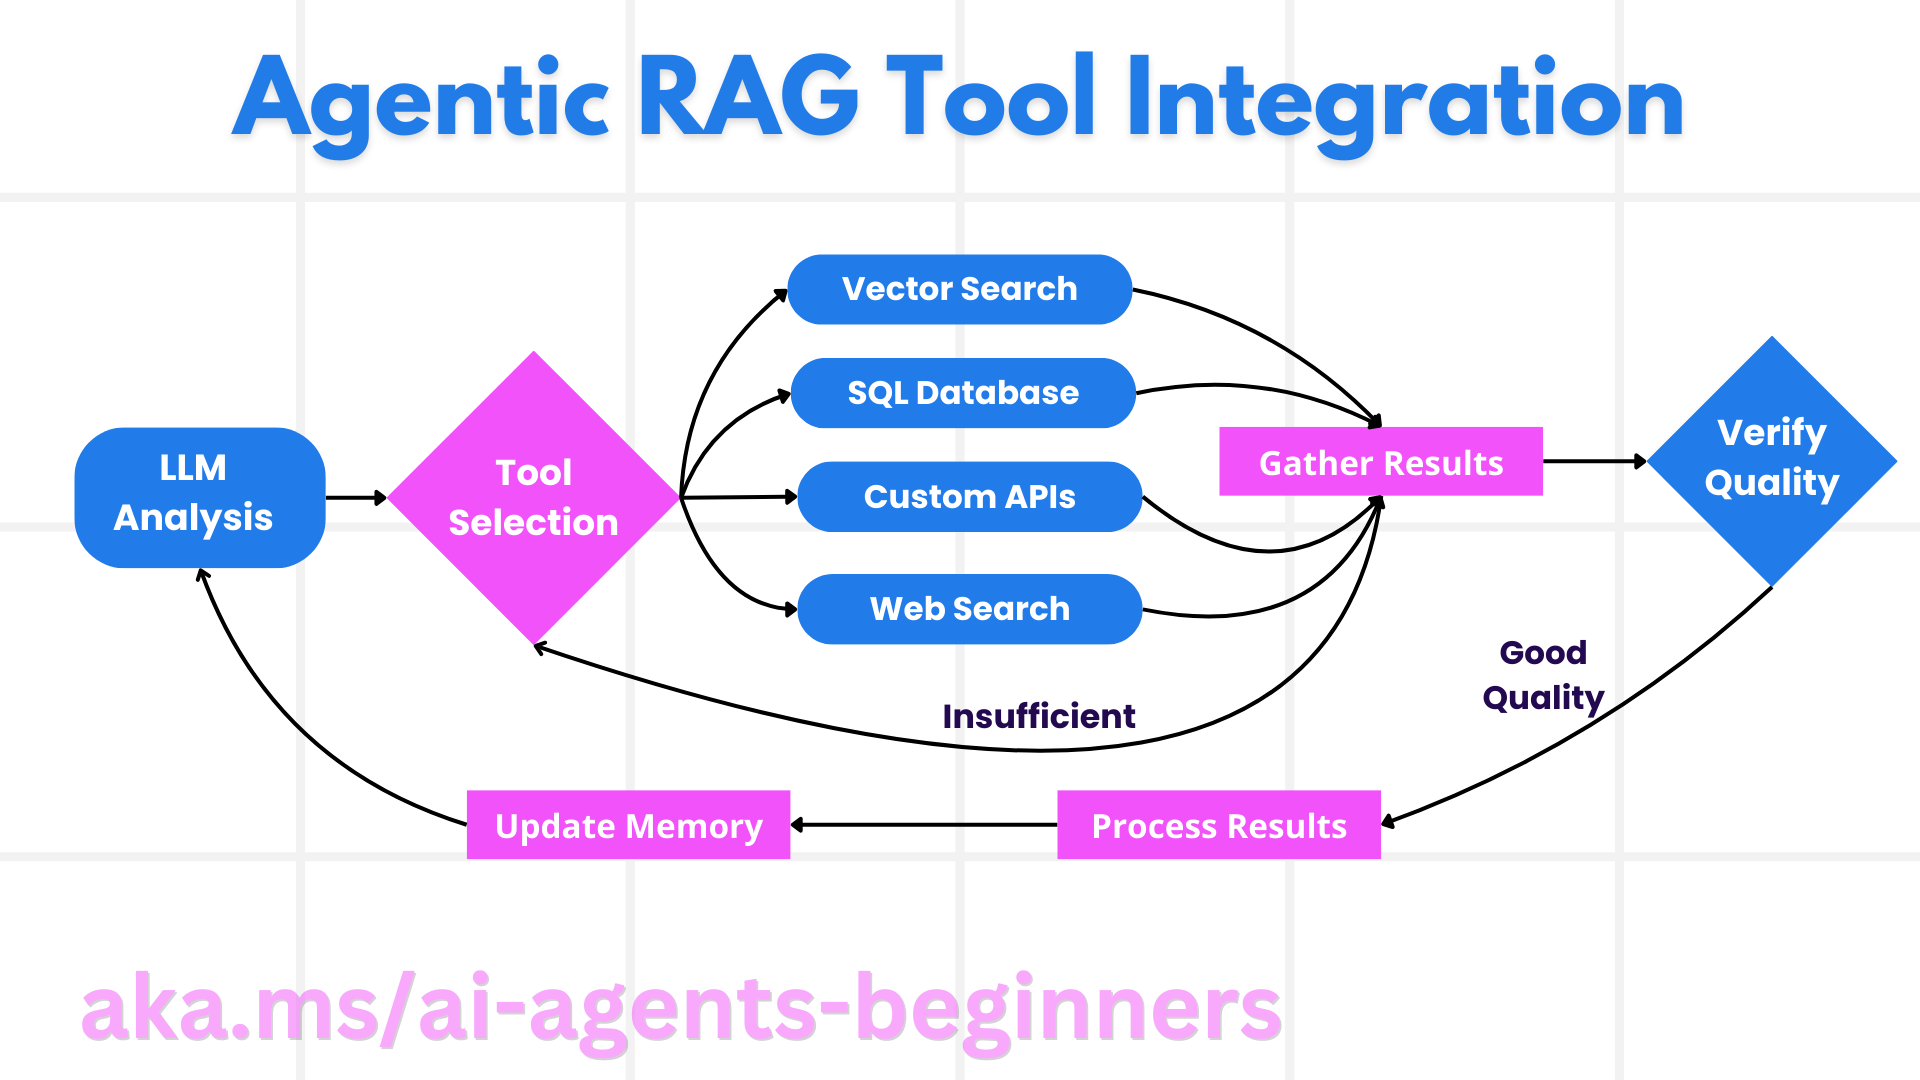 Agentic RAG Tool Integration
Vector Search
SQL Database
LLM
Analysis
Tool
Selection
Custom APIs
Web Search
Gather Results
Verify
Quality
Good
Quality
Insufficient
Update Memory
Process Results
aka.ms/ai-agents-beginners